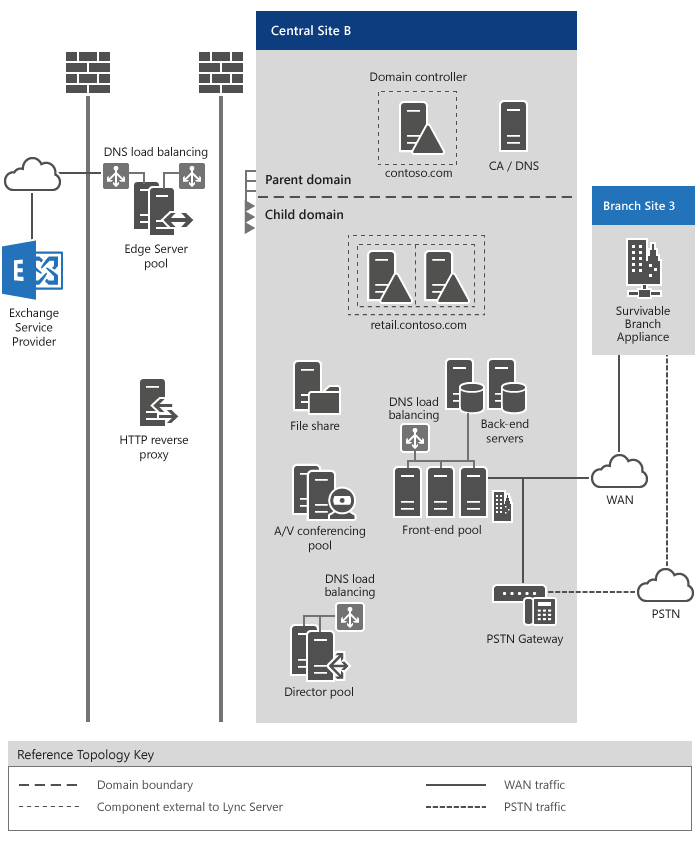 Central Site B
Domain controller
contoso.com
CA / DNS
Parent domain
Child domain
retail.contoso.com
DNS load balancing
Edge Server
pool
E
Exchange
Service
Provider
HTTP reverse
proxy
Branch Site 3
Survivable
Branch
Appliance
File share
DNS load
balancing
Back-end
servers
A/V conferencing
pool
Front-end pool
WAN
DNS load
balancing
Director pool
PSTN Gateway
PSTN
Reference Topology Key
Domain boundary
WAN traffic
Component external to Lync Server
PSTN traffic